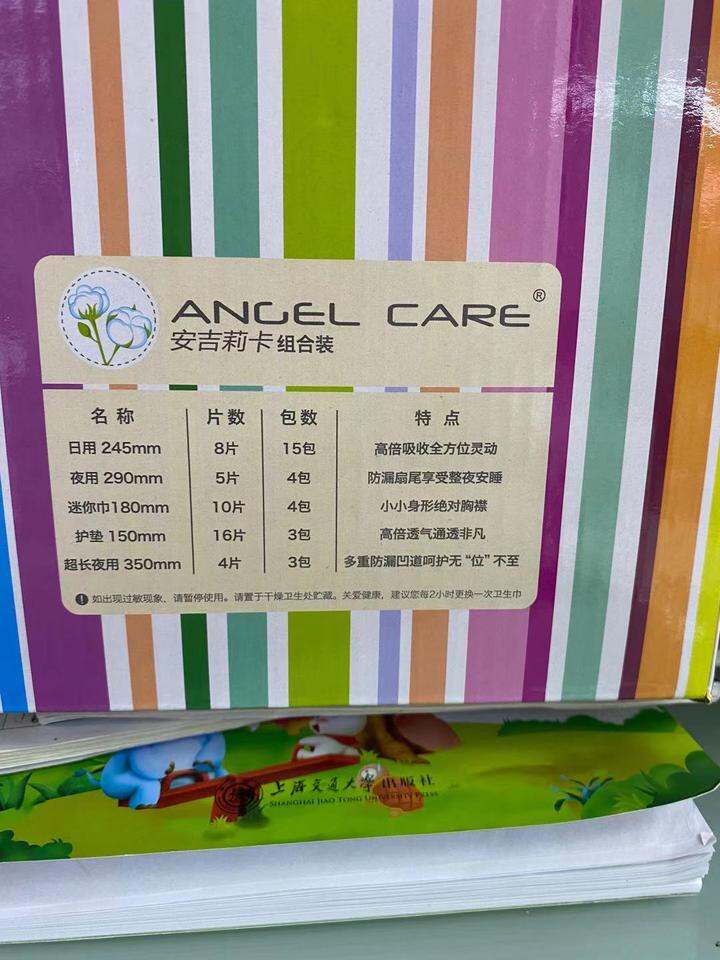 ANGEL CARE®
安吉莉卡 组合装
名称 片数 包数 特点
日用 245mm 8片 15包 高倍吸收全方位灵动
夜用 290mm 5片 4包 防漏扇尾享受整夜安睡
迷你巾180mm 10片 4包 小小身形绝对胸襟
护垫 150mm 16片 3包 高倍透气通透非凡
超长夜用 350mm 4片 3包 多重防漏凹道呵护无“位”不至
! 如出现过敏现象，请暂停使用。请置于干燥卫生处贮藏。关爱健康，建议您每2小时更换一次卫生巾
上海交通大学出版社
SHANGHAI JIAO TONG UNIVERSITY PRESS